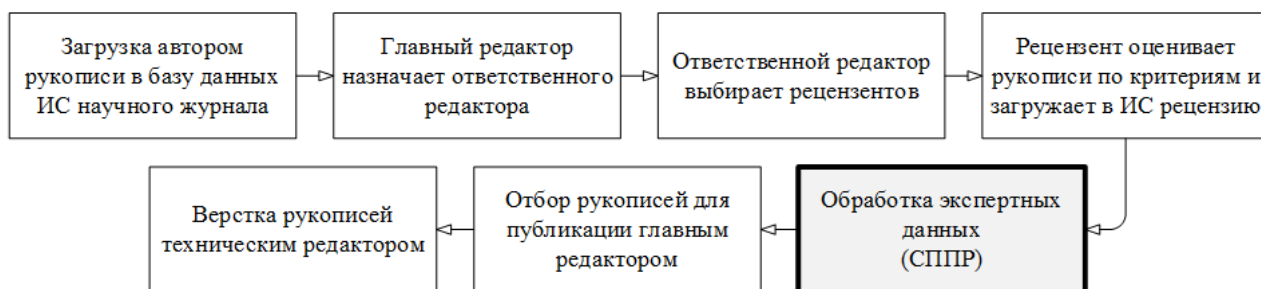 Загрузка автором
рукописи в базу данных
ИС научного журнала
Главный редактор
назначает ответственного
редактора
Ответственной редактор
выбирает рецензентов
Рецензент оценивает
рукописи по критериям и
загружает в ИС рецензию
Обработка экспертных
данных
(СППР)
Отбор рукописей для
публикации главным
редактором
Верстка рукописей
техническим редактором